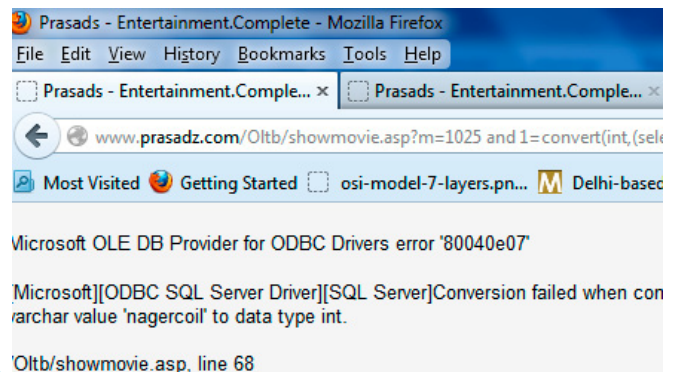 Prasads - Entertainment.Complete - Mozilla Firefox
File Edit View History Bookmarks Tools Help
Prasads - Entertainment.Comple... × Prasads - Entertainment.Comple... ×
www.prasadz.com/Oltb/showmovie.asp?m=1025 and 1=convert(int,(sele
Most Visited Getting Started osi-model-7-layers.pn... M Delhi-based
Microsoft OLE DB Provider for ODBC Drivers error '80040e07'
[Microsoft][ODBC SQL Server Driver][SQL Server]Conversion failed when con
varchar value 'nagercoil' to data type int.
/Oltb/showmovie.asp, line 68